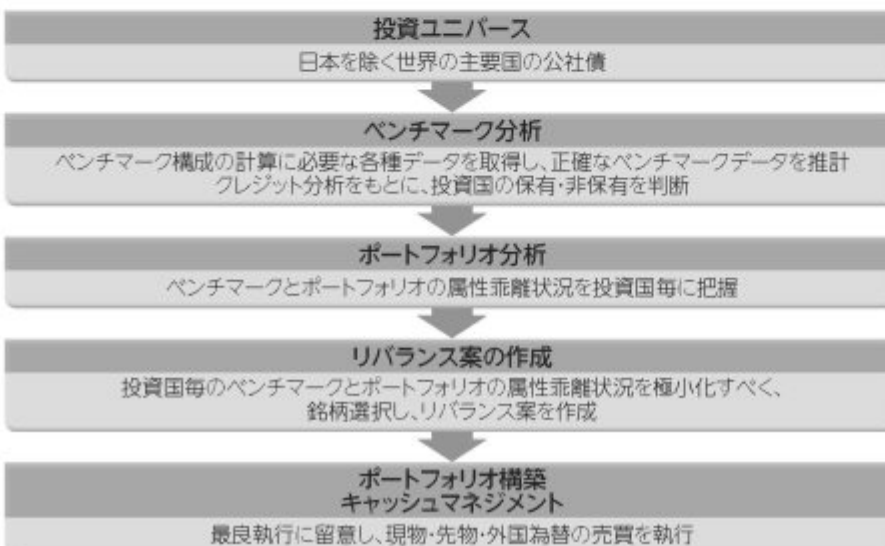 投資ユニバース
日本を除く世界の主要国の公社債
ベンチマーク分析
ベンチマーク構成の計算に必要な各種データを取得し、正確なベンチマークデータを推計
クレジット分析をもとに、投資国の保有・非保有を判断
ポートフォリオ分析
ベンチマークとポートフォリオの属性乖離状況を投資国毎に把握
リバランス案の作成
投資国毎のベンチマークとポートフォリオの属性乖離状況を極小化すべく、
銘柄選択し、リバランス案を作成
ポートフォリオ構築
キャッシュマネジメント
最良執行に留意し、現物・先物・外国為替の売買を執行